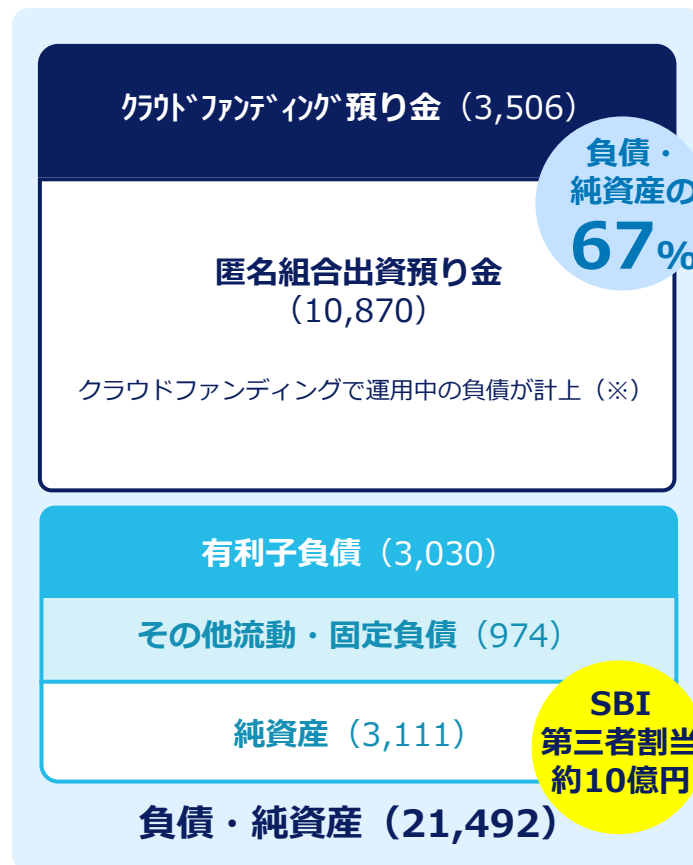 ｸﾗｳﾄﾞﾌｧﾝﾃﾞｨﾝｸﾞ預り金（3,506）
負債・
純資産の
67%
匿名組合出資預り金
（10,870）
クラウドファンディングで運用中の負債が計上（※）
有利子負債（3,030）
その他流動・固定負債（974）
純資産（3,111）
SBI
第三者割当
約10億円
負債・純資産（21,492）